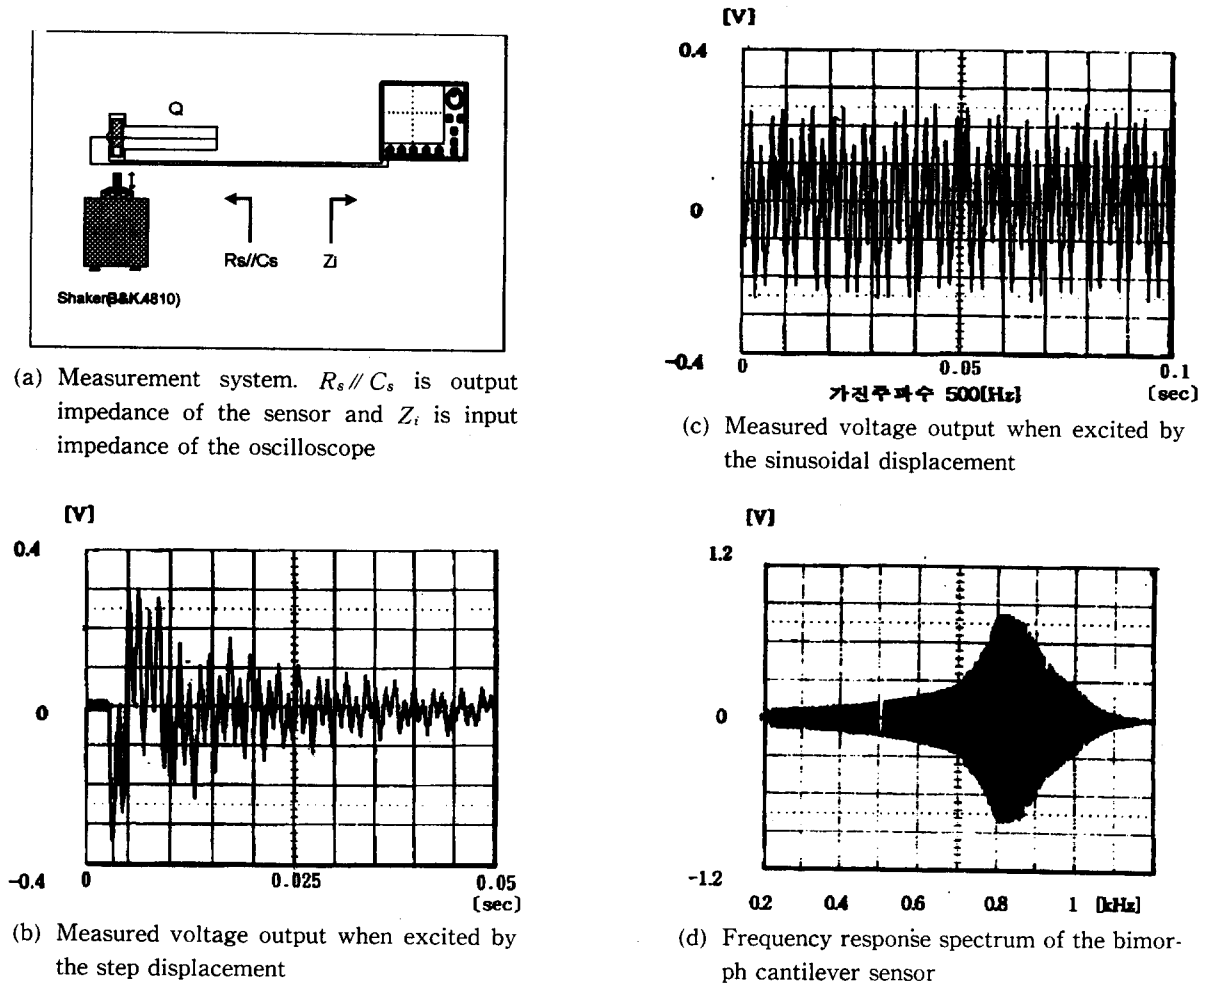 Q
Rs//Cs
Zi
Shaker(B&K4810)
(a) Measurement system. Rs∥Cs is output
impedance of the sensor and Zi is input
impedance of the oscilloscope
[V]
0.4
0
-0.4
0
0.025
0.05
[sec]
(b) Measured voltage output when excited by
the step displacement
[V]
0.4
0
-0.4
0
0.05
0.1
가진주파수 500[Hz]
[sec]
(c) Measured voltage output when excited by
the sinusoidal displacement
[V]
1.2
0
-1.2
0.2
0.4
0.6
0.8
1
[kHz]
(d) Frequency response spectrum of the bimor-
ph cantilever sensor